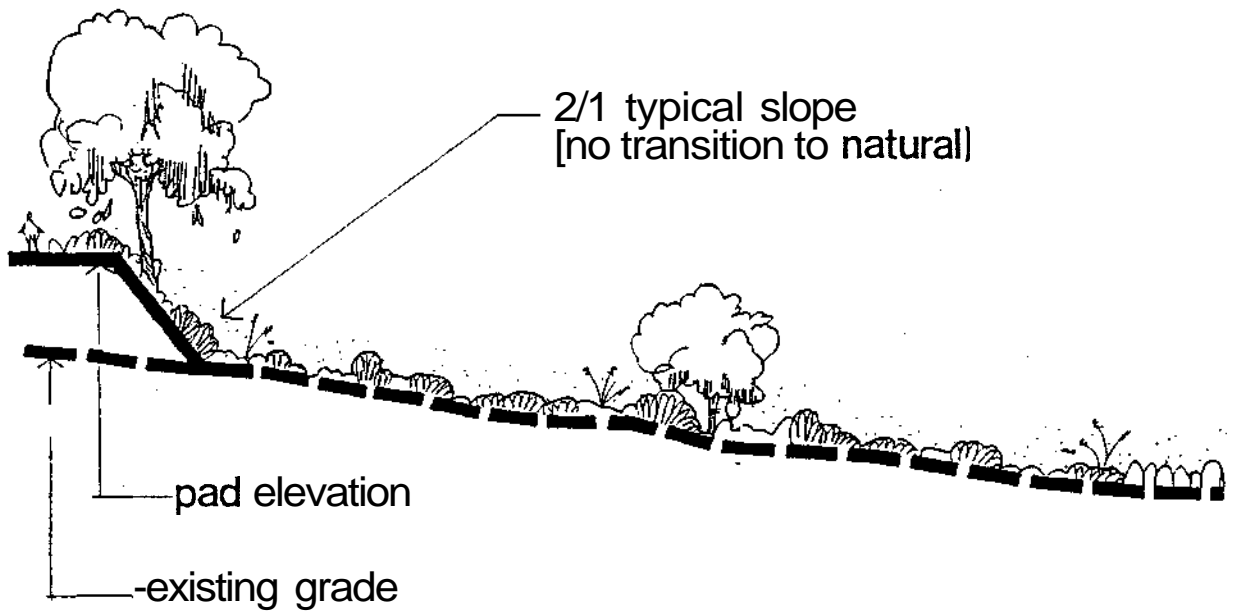 2/1 typical slope
[no transition to natural]
pad elevation
-existing grade